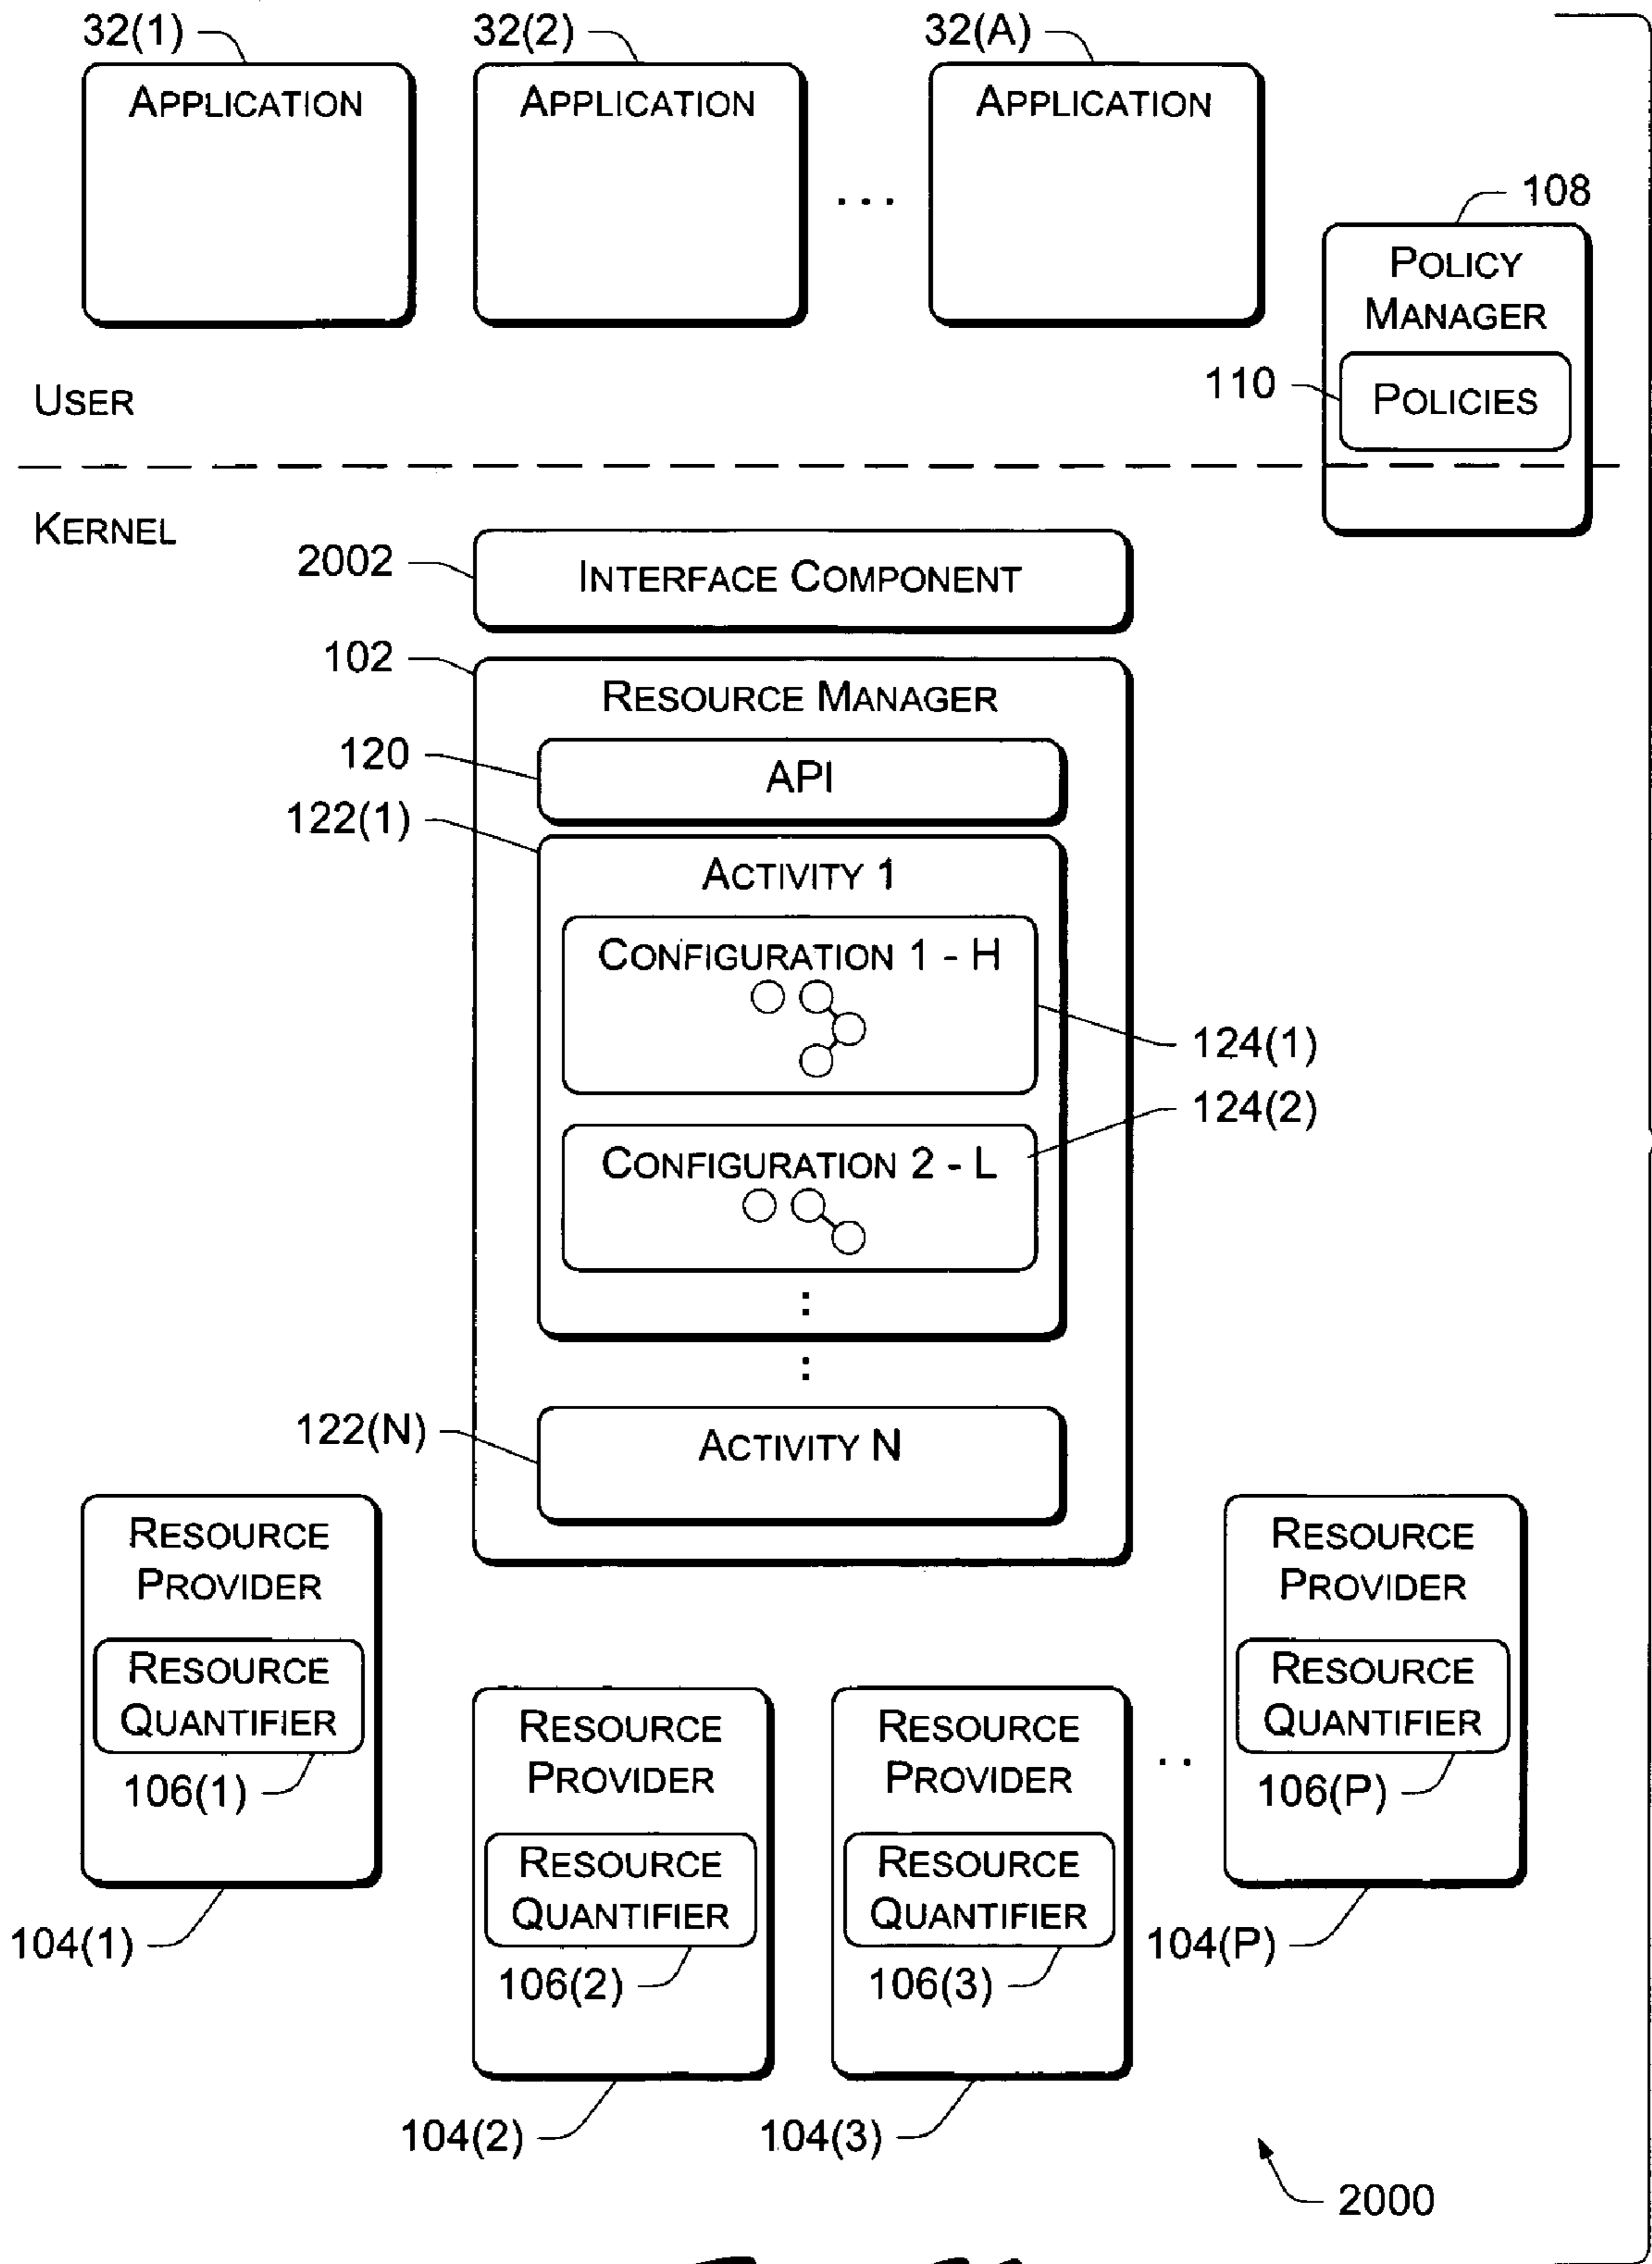 32(1) 32(2) 32(A)
APPLICATION APPLICATION APPLICATION
...
108
POLICY
MANAGER
110 POLICIES
USER
KERNEL
2002 INTERFACE COMPONENT
102
RESOURCE MANAGER
120 API
122(1)
ACTIVITY 1
CONFIGURATION 1 - H
124(1)
124(2)
CONFIGURATION 2 - L
:
:
122(N) ACTIVITY N
RESOURCE
PROVIDER
RESOURCE
QUANTIFIER
106(1)
104(1)
RESOURCE
PROVIDER
RESOURCE
QUANTIFIER
106(2)
104(2)
RESOURCE
PROVIDER
RESOURCE
QUANTIFIER
106(3)
104(3)
..
RESOURCE
PROVIDER
RESOURCE
QUANTIFIER
106(P)
104(P)
2000